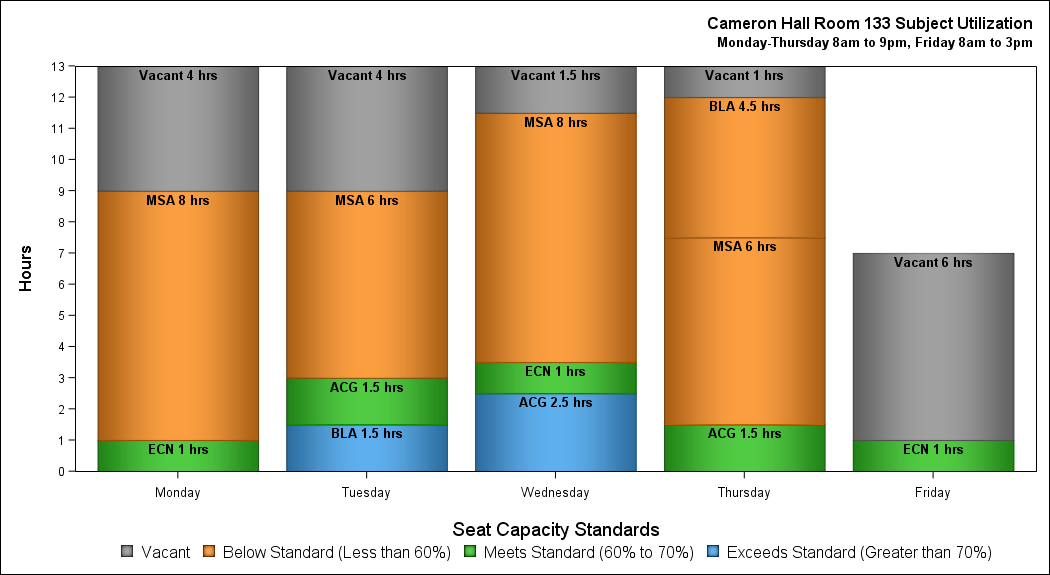 Cameron Hall Room 133 Subject Utilization
Monday-Thursday 8am to 9pm, Friday 8am to 3pm
Hours
13
12
11
10
9
8
7
6
5
4
3
2
1
0
Vacant 4 hrs
MSA 8 hrs
ECN 1 hrs
Vacant 4 hrs
MSA 6 hrs
ACG 1.5 hrs
BLA 1.5 hrs
Vacant 1.5 hrs
MSA 8 hrs
ECN 1 hrs
ACG 2.5 hrs
Vacant 1 hrs
BLA 4.5 hrs
MSA 6 hrs
ACG 1.5 hrs
Vacant 6 hrs
ECN 1 hrs
Monday Tuesday Wednesday Thursday Friday
Seat Capacity Standards
Vacant Below Standard (Less than 60%) Meets Standard (60% to 70%) Exceeds Standard (Greater than 70%)